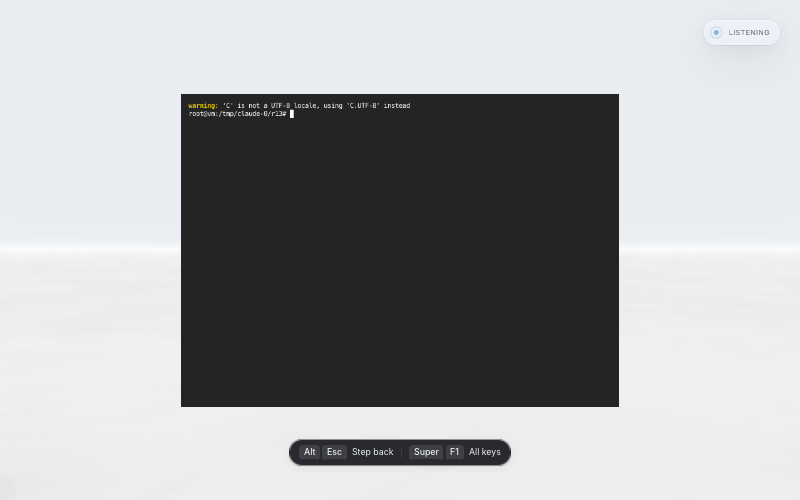 LISTENING
warning: 'C' is not a UTF-8 locale, using 'C.UTF-8' instead
root@vm:/tmp/claude-0/r13#
Alt Esc Step back Super F1 All keys